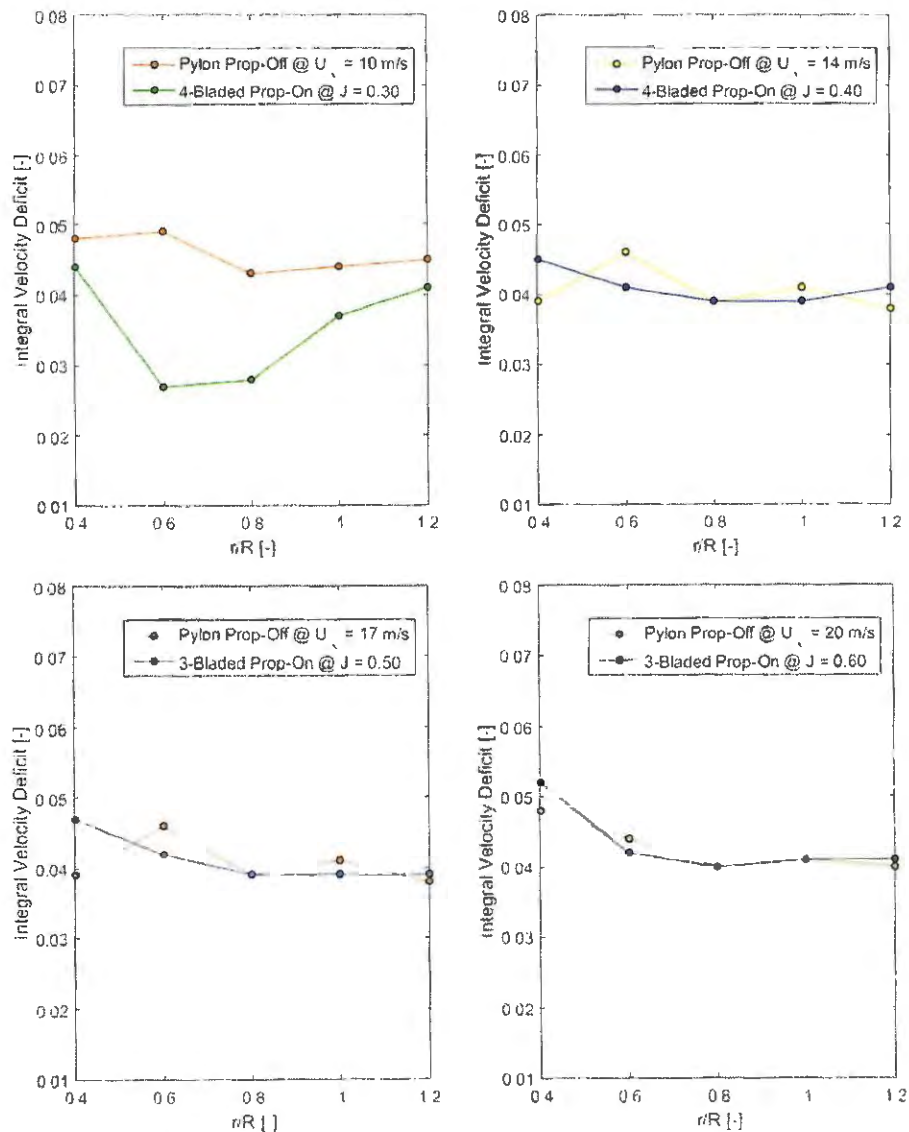 0.08
0.07
0.06
0.05
0.04
0.03
0.02
0.01
Integral Velocity Deficit [-]
Pylon Prop-Off @ U = 10 m/s
4-Bladed Prop-On @ J = 0.30
0.4 0.6 0.8 1 1.2
r/R [-]
0.08
0.07
0.06
0.05
0.04
0.03
0.02
0.01
Integral Velocity Deficit [-]
Pylon Prop-Off @ U = 14 m/s
4-Bladed Prop-On @ J = 0.40
0.4 0.6 0.8 1 1.2
r/R [-]
0.08
0.07
0.06
0.05
0.04
0.03
0.02
0.01
Integral Velocity Deficit [-]
Pylon Prop-Off @ U = 17 m/s
3-Bladed Prop-On @ J = 0.50
0.4 0.6 0.8 1 1.2
r/R [ ]
0.08
0.07
0.06
0.05
0.04
0.03
0.02
0.01
Integral Velocity Deficit [-]
Pylon Prop-Off @ U = 20 m/s
3-Bladed Prop-On @ J = 0.60
0.4 0.6 0.8 1 1.2
r/R [-]